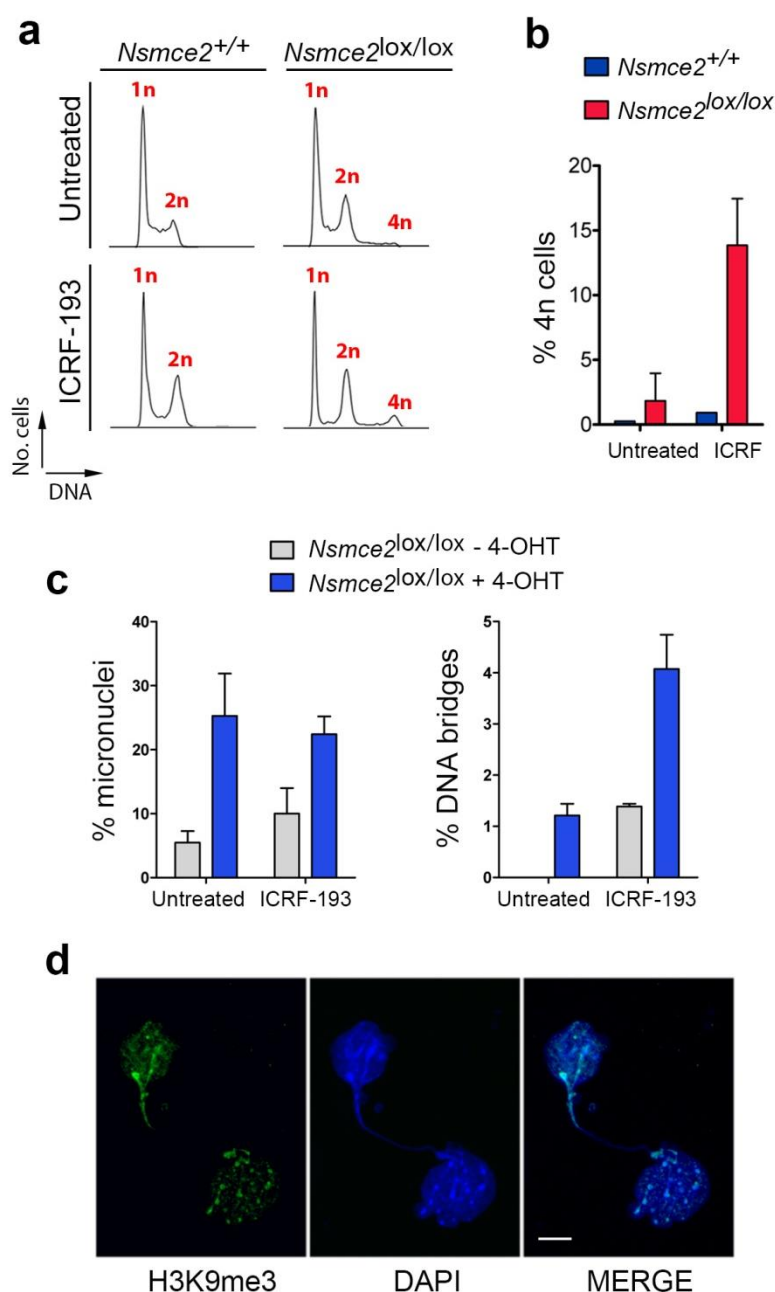 a
Nsmce2+/+ Nsmce2lox/lox
Untreated
1n
2n
1n
2n
4n
ICRF-193
1n
2n
1n
2n
4n
No. cells
DNA
b
Nsmce2+/+
Nsmce2lox/lox
% 4n cells
20
15
10
5
0
Untreated ICRF
c
Nsmce2lox/lox - 4-OHT
Nsmce2lox/lox + 4-OHT
% micronuclei
40
30
20
10
0
Untreated ICRF-193
% DNA bridges
5
4
3
2
1
0
Untreated ICRF-193
d
H3K9me3 DAPI MERGE